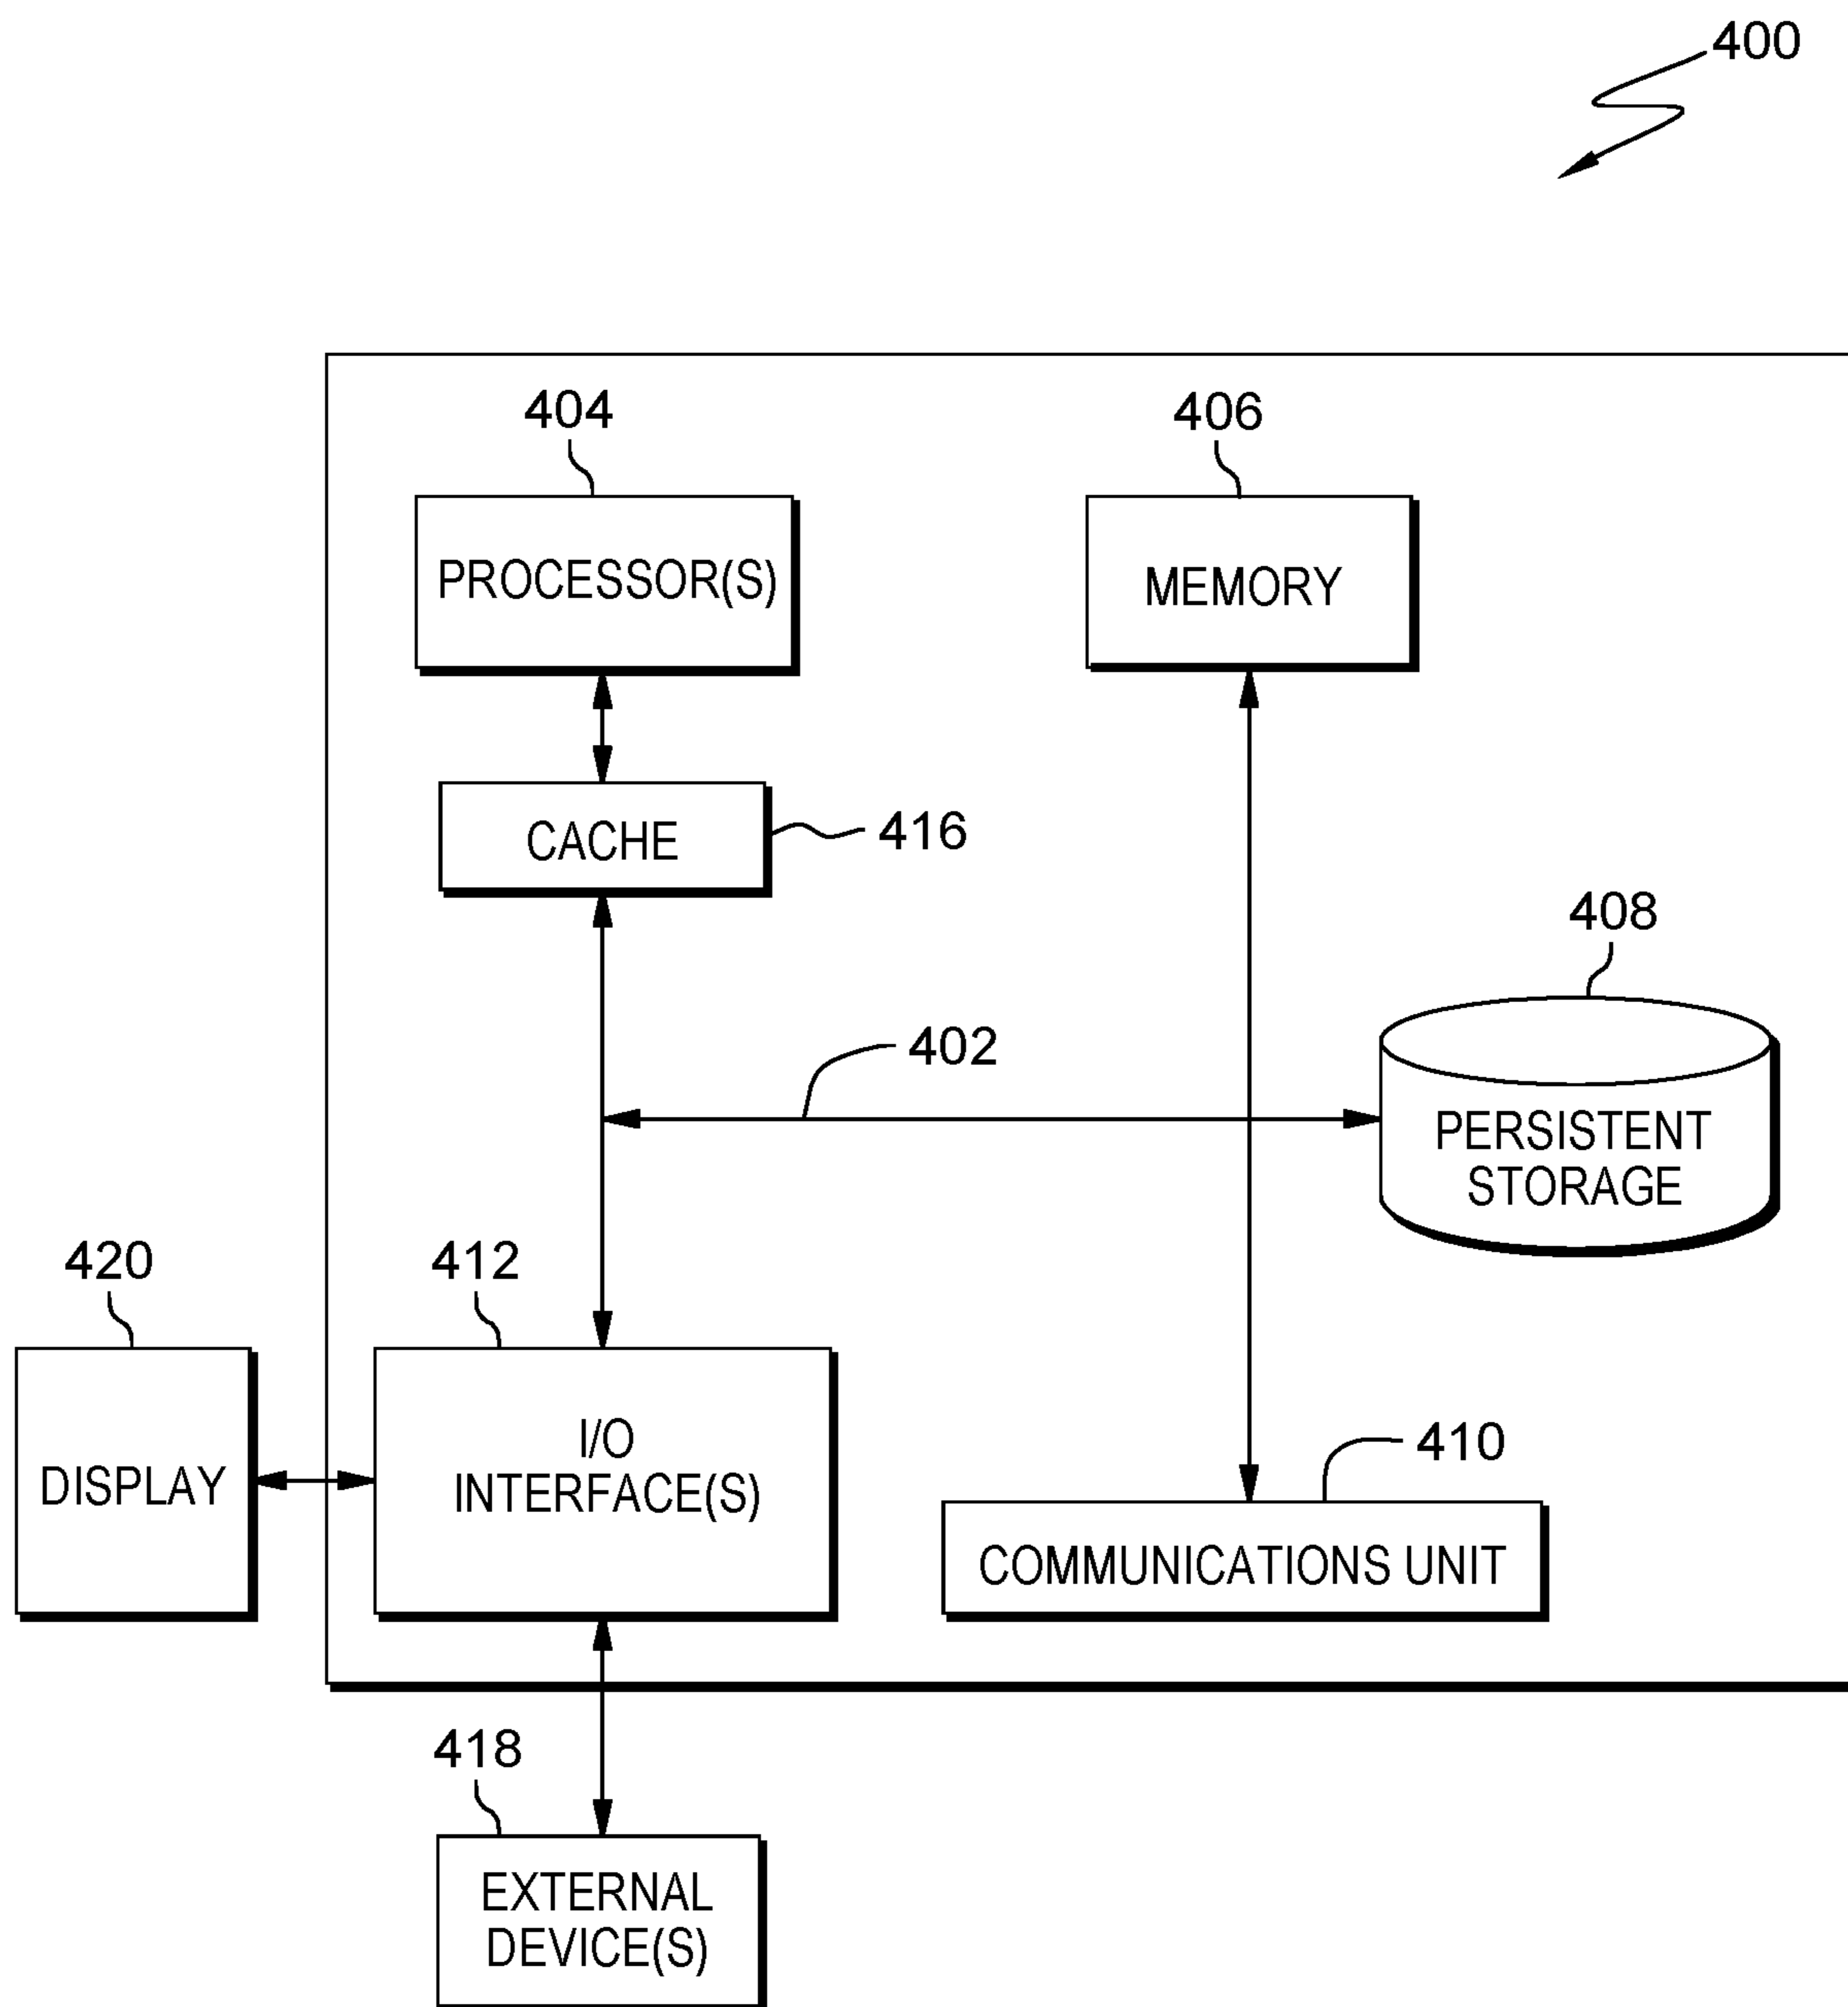 400
404
406
PROCESSOR(S)
MEMORY
CACHE
416
408
402
PERSISTENT
STORAGE
420
412
DISPLAY
I/O
INTERFACE(S)
410
COMMUNICATIONS UNIT
418
EXTERNAL
DEVICE(S)